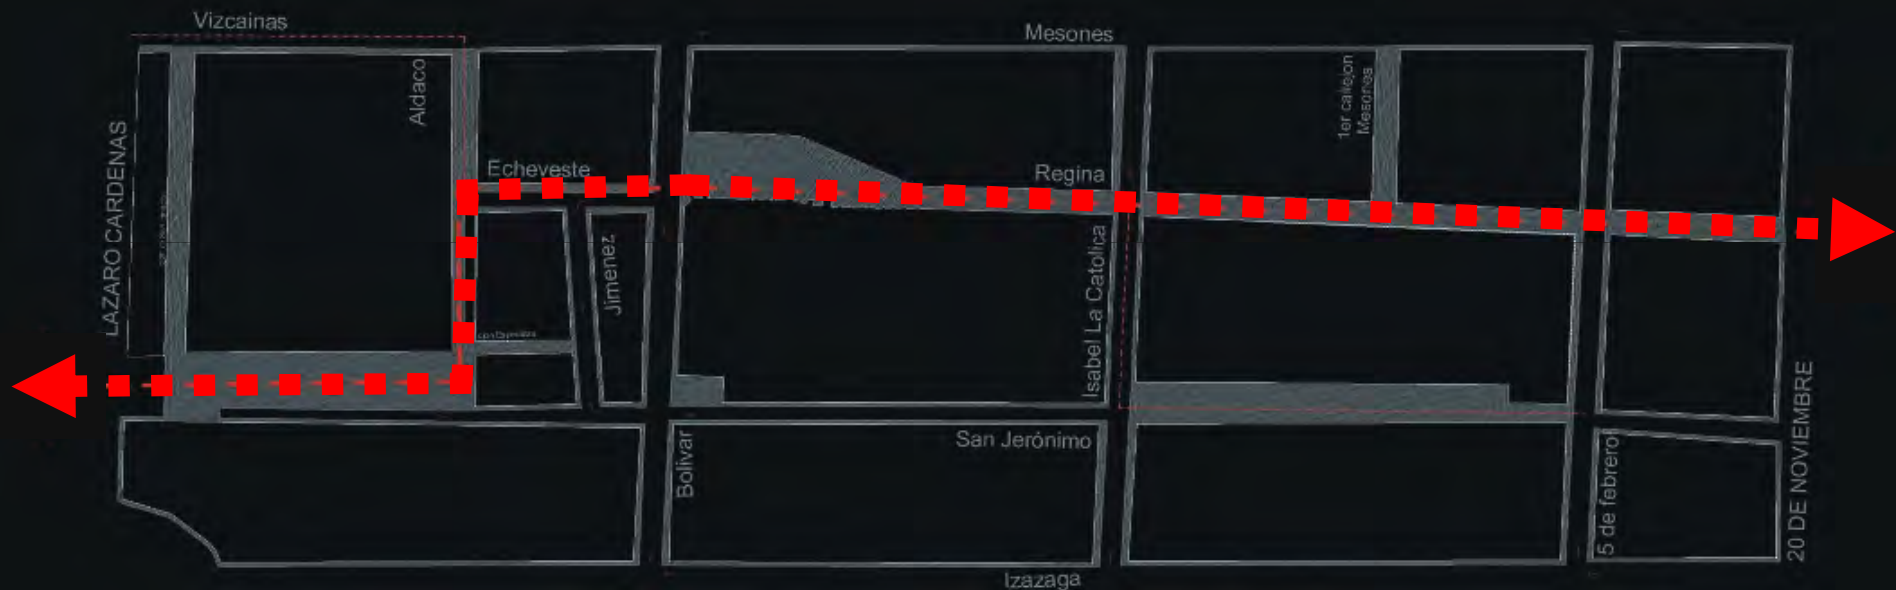 Vizcainas
Mesones
Aldaco
1er callejon
Mesones
LAZARO CARDENAS
Echeveste
Regina
Jimenez
Isabel La Catolica
San Jerónimo
Bolivar
5 de febrero
20 DE NOVIEMBRE
Izazaga